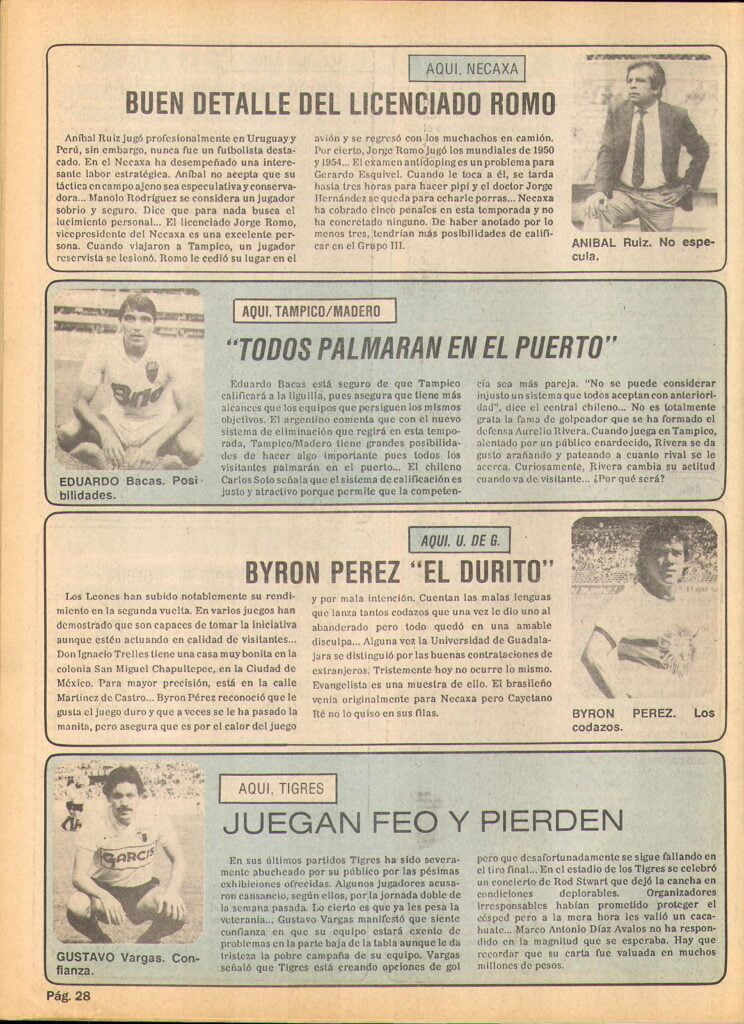 AQUI, NECAXA
BUEN DETALLE DEL LICENCIADO ROMO
Aníbal Ruiz jugó profesionalmente en Uruguay y
Perú, sin embargo, nunca fue un futbolista desta-
cado. En el Necaxa ha desempeñado una intere-
sante labor estratégica. Aníbal no acepta que su
táctica en campo ajeno sea especulativa y conserva-
dora... Manolo Rodríguez se considera un jugador
sobrio y seguro. Dice que para nada busca el
lucimiento personal... El licenciado Jorge Romo,
vicepresidente del Necaxa es una excelente per-
sona. Cuando viajaron a Tampico, un jugador
reservista se lesionó. Romo le cedió su lugar en el
avión y se regresó con los muchachos en camión.
Por cierto, Jorge Romo jugó los mundiales de 1950
y 1954... El examen antidoping es un problema para
Gerardo Esquivel. Cuando le toca a él, se tarda
hasta tres horas para hacer pipí y el doctor Jorge
Hernández se queda para echarle porras... Necaxa
ha cobrado cinco penales en esta temporada y no
ha concretado ninguno. De haber anotado por lo
menos tres, tendrían más posibilidades de califi-
car en el Grupo III.
ANIBAL Ruiz. No espe-
cula.
AQUI, TAMPICO/MADERO
"TODOS PALMARAN EN EL PUERTO"
Eduardo Bacas está seguro de que Tampico
calificará a la liguilla, pues asegura que tiene más
alcances que los equipos que persiguen los mismos
objetivos. El argentino comenta que con el nuevo
sistema de eliminación que regirá en esta tempo-
rada, Tampico/Madero tiene grandes posibilida-
des de hacer algo importante pues todos los
visitantes palmarán en el puerto... El chileno
Carlos Soto señala que el sistema de calificación es
justo y atractivo porque permite que la competen-
cia sea más pareja. "No se puede considerar
injusto un sistema que todos aceptan con anteriori-
dad", dice el central chileno... No es totalmente
grata la fama de golpeador que se ha formado el
defensa Aurelio Rivera. Cuando juega en Tampico,
alentado por un público enardecido, Rivera se da
gusto arañando y pateando a cuanto rival se le
acerca. Curiosamente, Rivera cambia su actitud
cuando va de visitante... ¿Por qué será?
Brio
EDUARDO Bacas. Posi-
bilidades.
AQUI, U. DE G.
BYRON PEREZ "EL DURITO"
Los Leones han subido notablemente su rendi-
miento en la segunda vuelta. En varios juegos han
demostrado que son capaces de tomar la iniciativa
aunque estén actuando en calidad de visitantes...
Don Ignacio Trelles tiene una casa muy bonita en la
colonia San Miguel Chapultepec, en la Ciudad de
México. Para mayor precisión, está en la calle
Martínez de Castro... Byron Pérez reconoció que le
gusta el juego duro y que a veces se le ha pasado la
manita, pero asegura que es por el calor del juego
y por mala intención. Cuentan las malas lenguas
que lanza tantos codazos que una vez le dio uno al
abanderado pero todo quedó en una amable
disculpa... Alguna vez la Universidad de Guadala-
jara se distinguió por las buenas contrataciones de
extranjeros. Tristemente hoy no ocurre lo mismo.
Evangelista es una muestra de ello. El brasileño
venía originalmente para Necaxa pero Cayetano
Ré no lo quiso en sus filas.
BYRON PEREZ. Los
codazos.
AQUI, TIGRES
JUEGAN FEO Y PIERDEN
En sus últimos partidos Tigres ha sido severa-
mente abucheado por su público por las pésimas
exhibiciones ofrecidas. Algunos jugadores acusa-
ron cansancio, según ellos, por la jornada doble de
la semana pasada. Lo cierto es que ya les pesa la
veteranía... Gustavo Vargas manifestó que siente
confianza en que su equipo estará exento de
problemas en la parte baja de la tabla aunque le da
tristeza la pobre campaña de su equipo. Vargas
señaló que Tigres está creando opciones de gol
pero que desafortunadamente se sigue fallando en
el tiro final... En el estadio de los Tigres se celebró
un concierto de Rod Stwart que dejó la cancha en
condiciones deplorables. Organizadores
irresponsables habían prometido proteger el
césped pero a la mera hora les valió un caca-
huate... Marco Antonio Díaz Avalos no ha respon-
dido en la magnitud que se esperaba. Hay que
recordar que su carta fue valuada en muchos
millones de pesos.
GARCIS
GUSTAVO Vargas. Con-
fianza.
Pág. 28